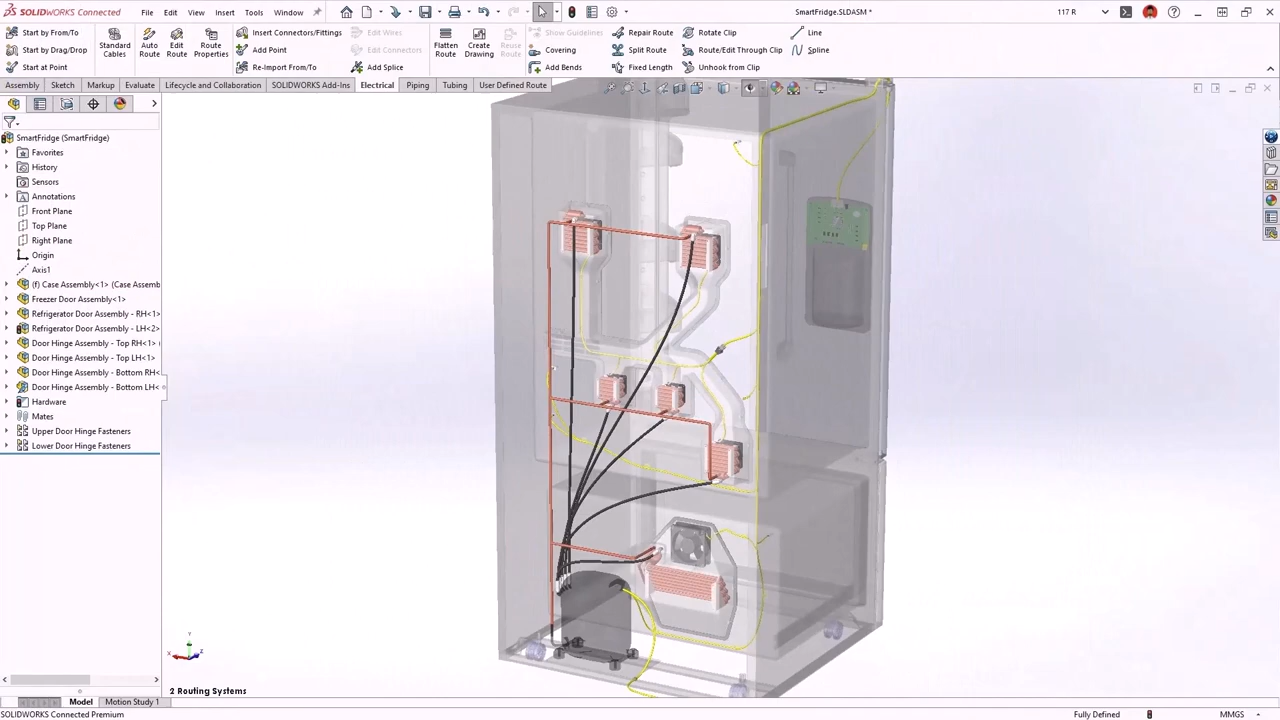 SOLIDWORKS Connected
File Edit View Insert Tools Window
SmartFridge.SLDASM *
117 R
Start by From/To
Start by Drag/Drop
Start at Point
Standard Cables
Auto Route
Edit Route
Route Properties
Insert Connectors/Fittings
Add Point
Re-Import From/To
Edit Wires
Edit Connectors
Add Splice
Flatten Route
Create Drawing
Reuse Route
Show Guidelines
Covering
Add Bends
Repair Route
Split Route
Fixed Length
Rotate Clip
Route/Edit Through Clip
Unhook from Clip
Line
Spline
Assembly Sketch Markup Evaluate Lifecycle and Collaboration SOLIDWORKS Add-Ins Electrical Piping Tubing User Defined Route
SmartFridge (SmartFridge)
Favorites
History
Sensors
Annotations
Front Plane
Top Plane
Right Plane
Origin
Axis1
(f) Case Assembly<1> (Case Assemb
Freezer Door Assembly<1>
Refrigerator Door Assembly - RH<1>
Refrigerator Door Assembly - LH<2>
Door Hinge Assembly - Top RH<1>
Door Hinge Assembly - Top LH<1>
Door Hinge Assembly - Bottom RH<
Door Hinge Assembly - Bottom LH<
Hardware
Mates
Upper Door Hinge Fasteners
Lower Door Hinge Fasteners
2 Routing Systems
Model Motion Study 1
SOLIDWORKS Connected Premium
Fully Defined
MMGS